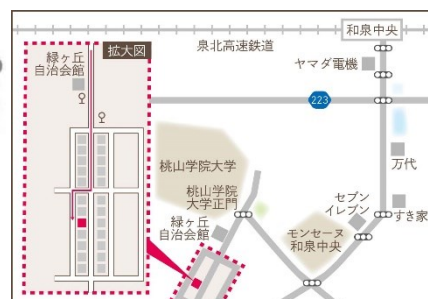 拡大図
緑ヶ丘
自治会館
泉北高速鉄道
和泉中央
ヤマダ電機
223
桃山学院大学
桃山学院
大学正門
緑ヶ丘
自治会館
万代
セブン
イレブン
すき家
モンセーヌ
和泉中央